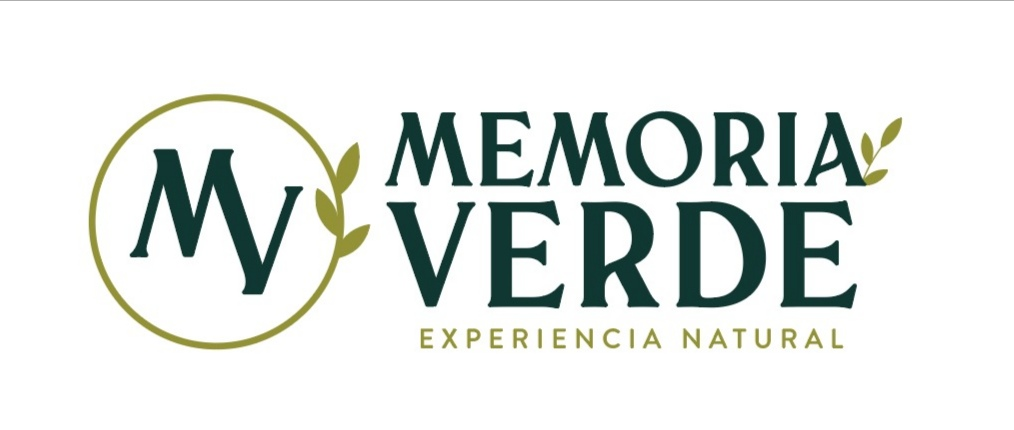 MV
MEMORIA
VERDE
EXPERIENCIA NATURAL